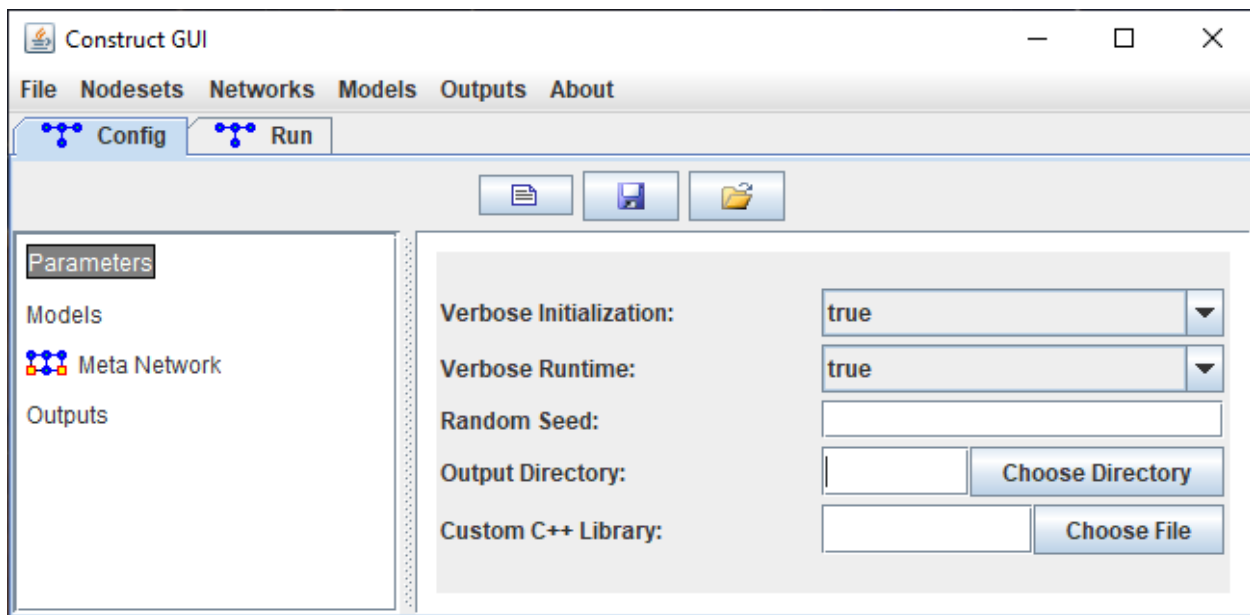 Construct GUI
File Nodesets Networks Models Outputs About
Config Run
Parameters
Models
Meta Network
Outputs
Verbose Initialization: true
Verbose Runtime: true
Random Seed:
Output Directory: Choose Directory
Custom C++ Library: Choose File